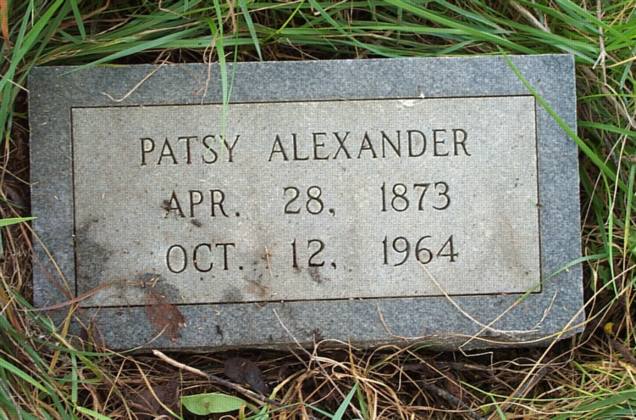 PATSY ALEXANDER
APR. 28, 1873
OCT. 12, 1964